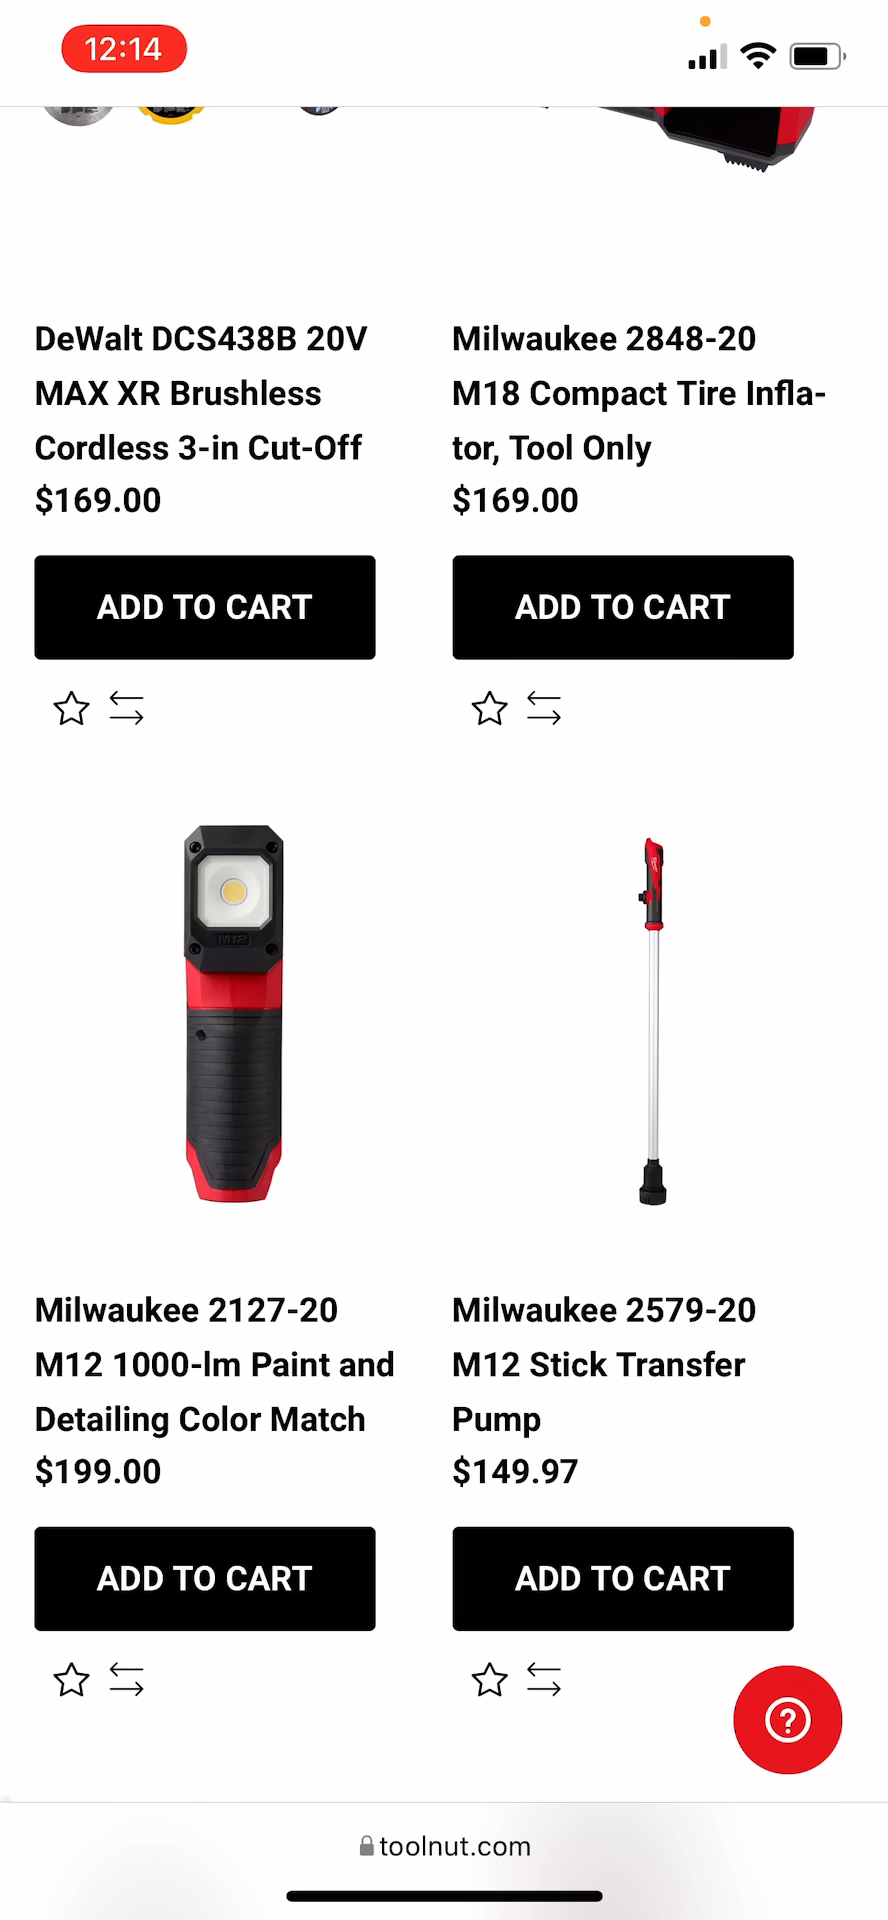 12:14
DeWalt DCS438B 20V
MAX XR Brushless
Cordless 3-in Cut-Off
$169.00
ADD TO CART
Milwaukee 2848-20
M18 Compact Tire Infla-
tor, Tool Only
$169.00
ADD TO CART
M12
Milwaukee 2127-20
M12 1000-lm Paint and
Detailing Color Match
$199.00
ADD TO CART
Milwaukee 2579-20
M12 Stick Transfer
Pump
$149.97
ADD TO CART
?
toolnut.com